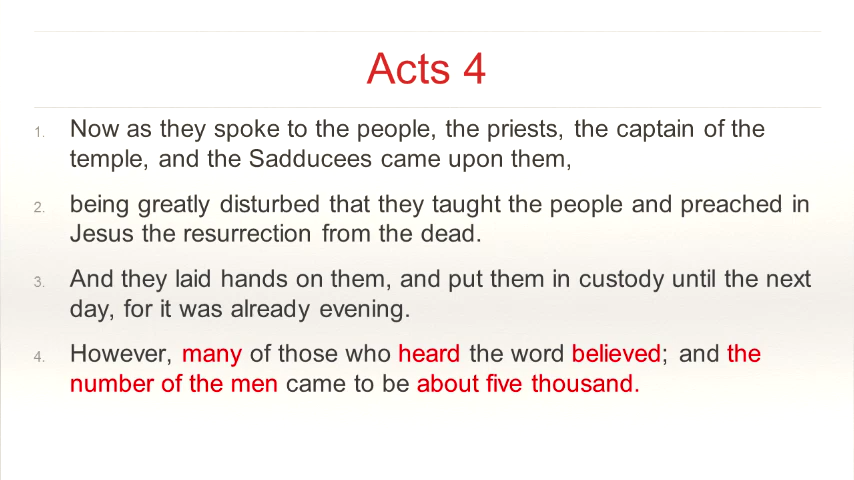 Acts 4
1. Now as they spoke to the people, the priests, the captain of the
temple, and the Sadducees came upon them,
2. being greatly disturbed that they taught the people and preached in
Jesus the resurrection from the dead.
3. And they laid hands on them, and put them in custody until the next
day, for it was already evening.
4. However, many of those who heard the word believed; and the
number of the men came to be about five thousand.